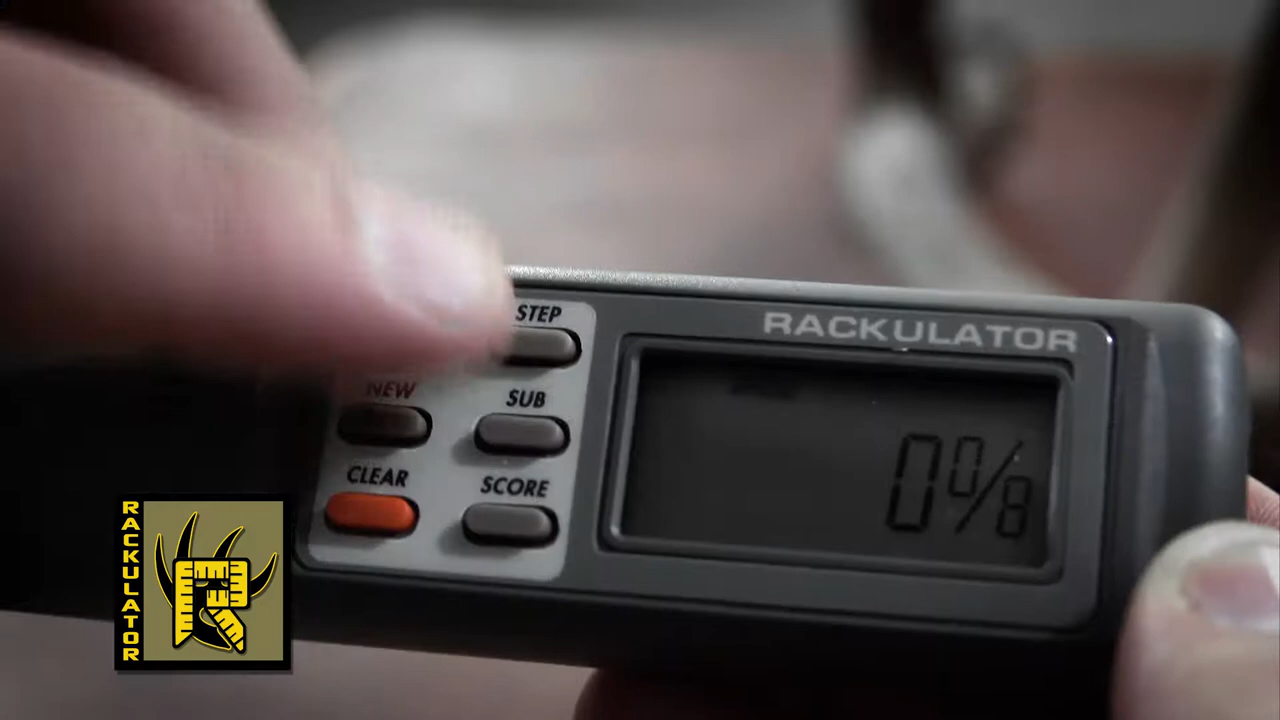 STEP
RACKULATOR
NEW
SUB
CLEAR
SCORE
0 0/8
RACKULATOR
R